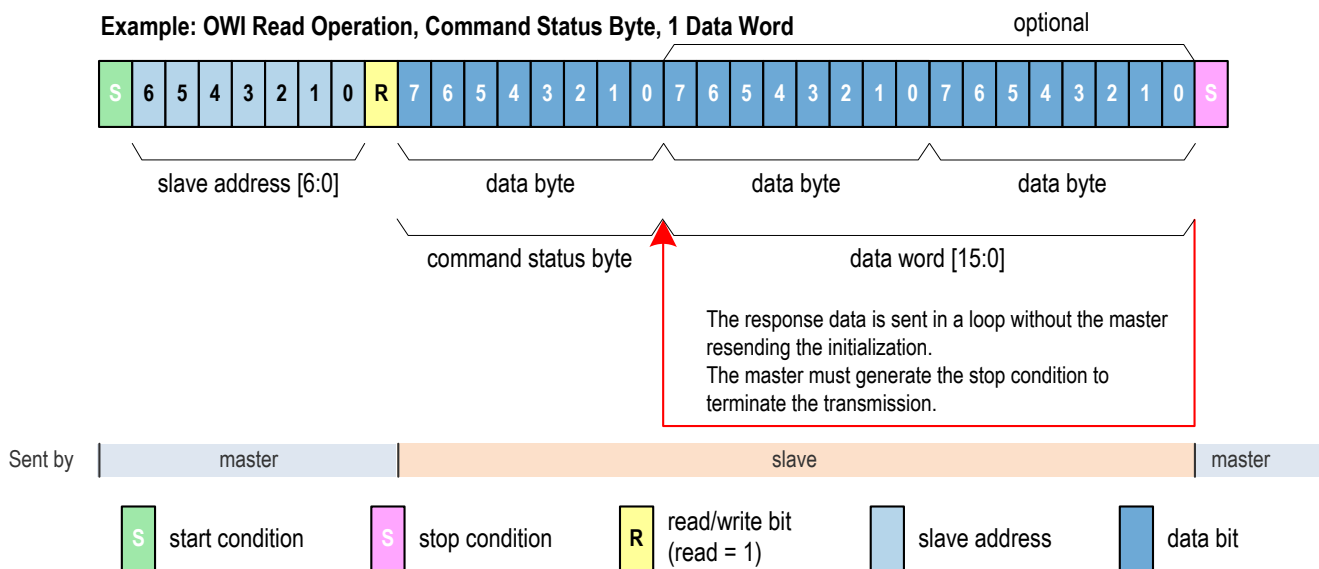 Example: OWI Read Operation, Command Status Byte, 1 Data Word
optional
S 6 5 4 3 2 1 0 R 7 6 5 4 3 2 1 0 7 6 5 4 3 2 1 0 7 6 5 4 3 2 1 0 S
slave address [6:0] data byte data byte data byte
command status byte data word [15:0]
The response data is sent in a loop without the master
resending the initialization.
The master must generate the stop condition to
terminate the transmission.
Sent by master slave master
S start condition S stop condition R read/write bit
(read = 1)
slave address data bit